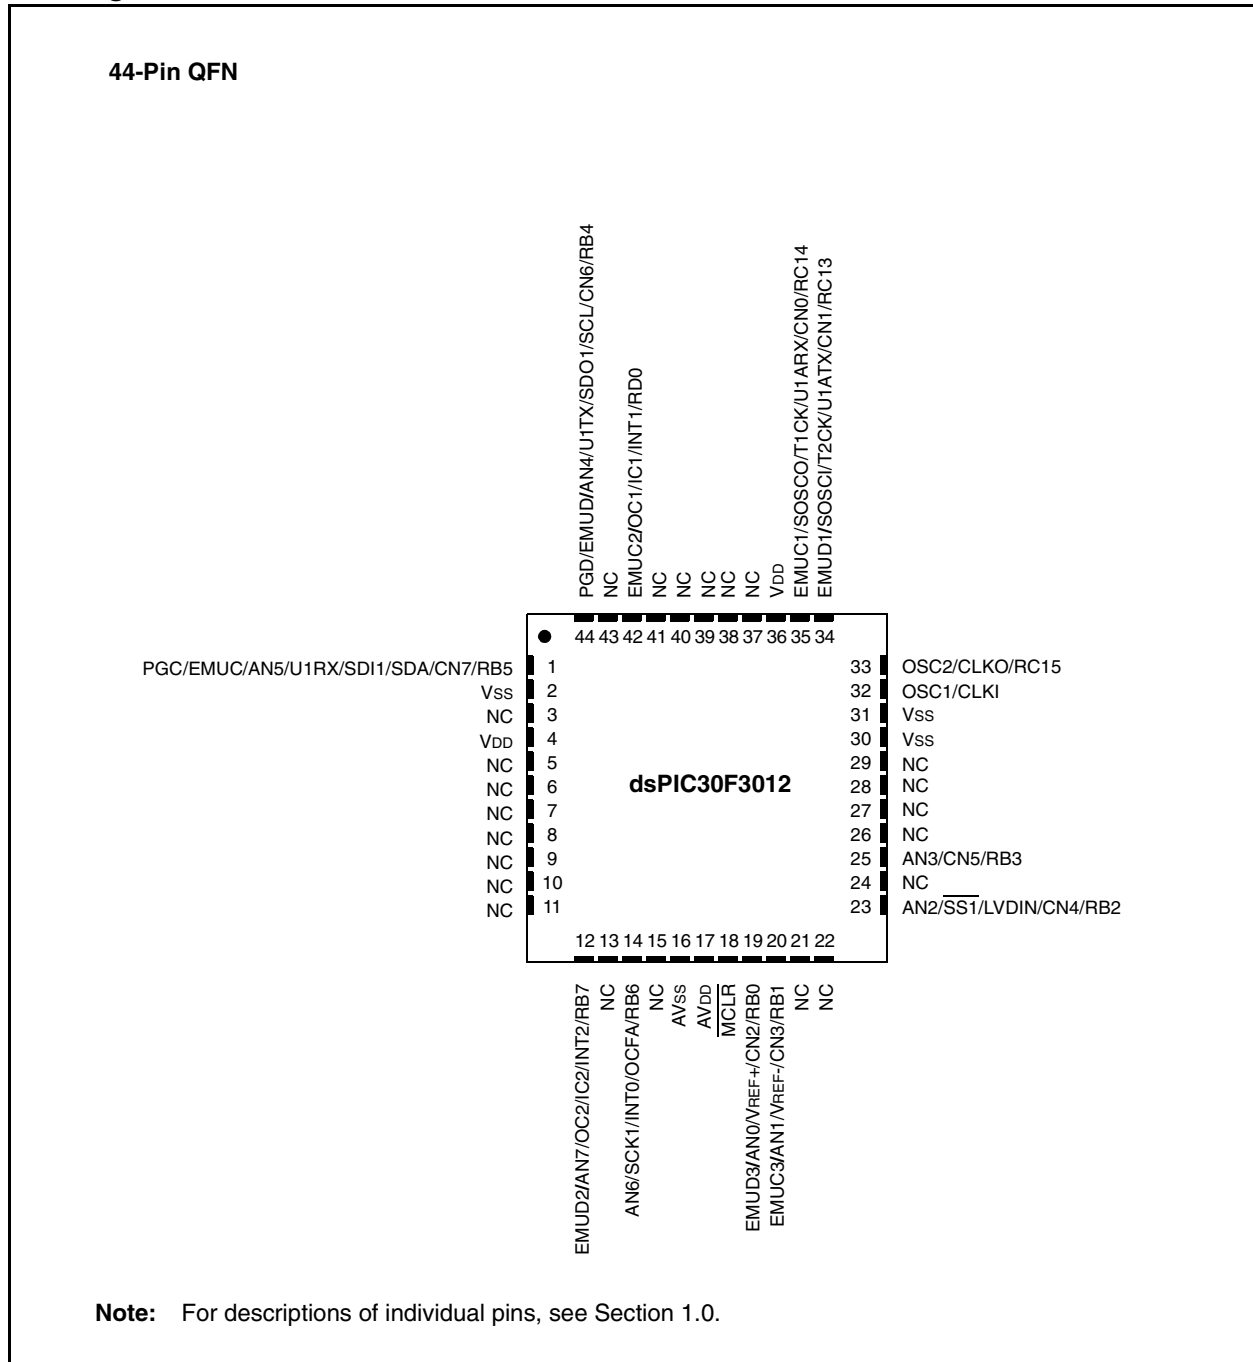 44-Pin QFN
PGD/EMUD/AN4/U1TX/SDO1/SCL/CN6/RB4
NC
EMUC2/OC1/IC1/INT1/RD0
NC
NC
NC
NC
NC
VDD
EMUC1/SOSCO/T1CK/U1ARX/CN0/RC14
EMUD1/SOSCI/T2CK/U1ATX/CN1/RC13
44 43 42 41 40 39 38 37 36 35 34
PGC/EMUC/AN5/U1RX/SDI1/SDA/CN7/RB5 1
VSS 2
NC 3
VDD 4
NC 5
NC 6
NC 7
NC 8
NC 9
NC 10
NC 11
dsPIC30F3012
33 OSC2/CLKO/RC15
32 OSC1/CLKI
31 VSS
30 VSS
29 NC
28 NC
27 NC
26 NC
25 AN3/CN5/RB3
24 NC
23 AN2/SS1/LVDIN/CN4/RB2
12 13 14 15 16 17 18 19 20 21 22
EMUD2/AN7/OC2/IC2/INT2/RB7
NC
AN6/SCK1/INT0/OCFA/RB6
NC
AVSS
AVDD
MCLR
EMUD3/AN0/VREF+/CN2/RB0
EMUC3/AN1/VREF-/CN3/RB1
NC
NC
Note: For descriptions of individual pins, see Section 1.0.